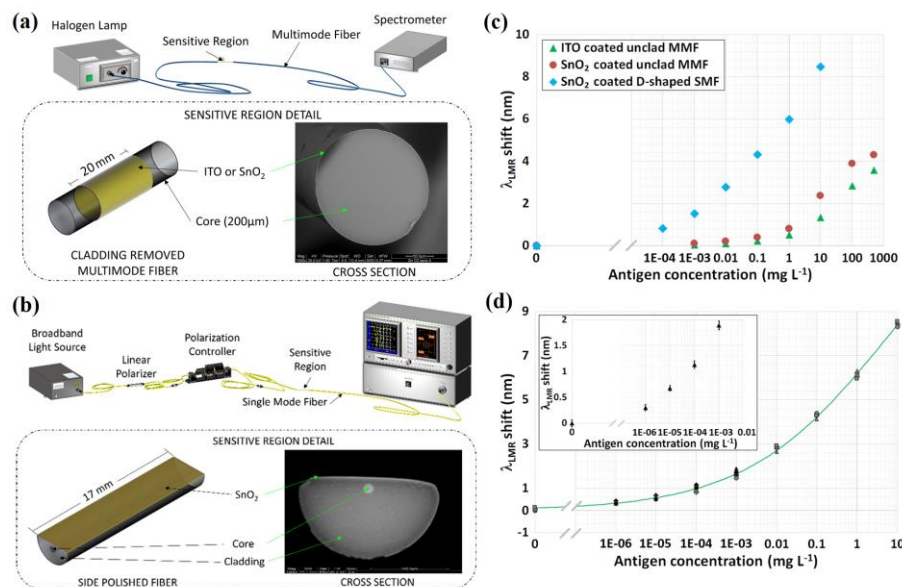 (a)
Halogen Lamp
Sensitive
Region
Multimode Fiber
Spectrometer
SENSITIVE REGION DETAIL
20 mm
ITO or SnO₂
Core (200µm)
CLADDING REMOVED
MULTIMODE FIBER
CROSS SECTION
(b)
Broadband
Light Source
Linear
Polarizer
Polarization
Controller
Sensitive
Region
Single Mode Fiber
SENSITIVE REGION DETAIL
17 mm
SnO₂
Core
Cladding
SIDE POLISHED FIBER
CROSS SECTION
(c)
λLMR shift (nm)
10
8
6
4
2
0
ITO coated unclad MMF
SnO₂ coated unclad MMF
SnO₂ coated D-shaped SMF
0
1E-04 0.001 0.01 0.1 1 10 100 1000
Antigen concentration (mg L⁻¹)
(d)
λLMR shift (nm)
9
7
5
3
1
-1
λLMR shift (nm)
2
1.5
1
0.5
0
0 1E-06 1E-05 1E-04 1E-03 0.01
Antigen concentration (mg L⁻¹)
0 1E-06 1E-05 1E-04 1E-03 0.01 0.1 1 10
Antigen concentration (mg L⁻¹)